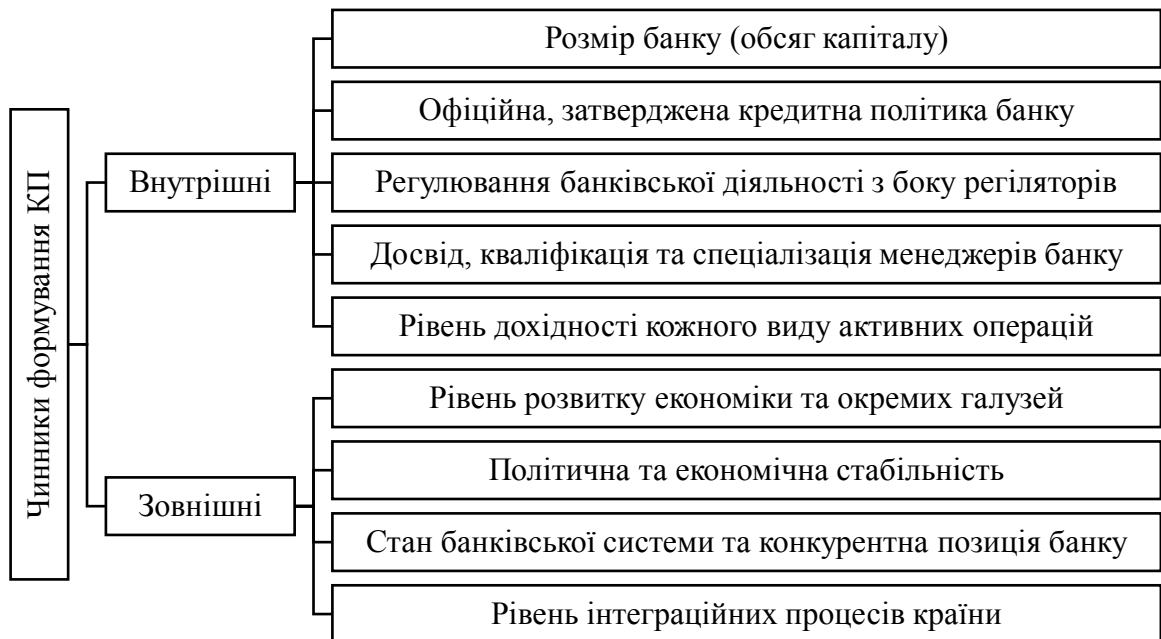 Чинники формування КП
Внутрішні
Розмір банку (обсяг капіталу)
Офіційна, затверджена кредитна політика банку
Регулювання банківської діяльності з боку регіляторів
Досвід, кваліфікація та спеціалізація менеджерів банку
Рівень дохідності кожного виду активних операцій
Зовнішні
Рівень розвитку економіки та окремих галузей
Політична та економічна стабільність
Стан банківської системи та конкурентна позиція банку
Рівень інтеграційних процесів країни